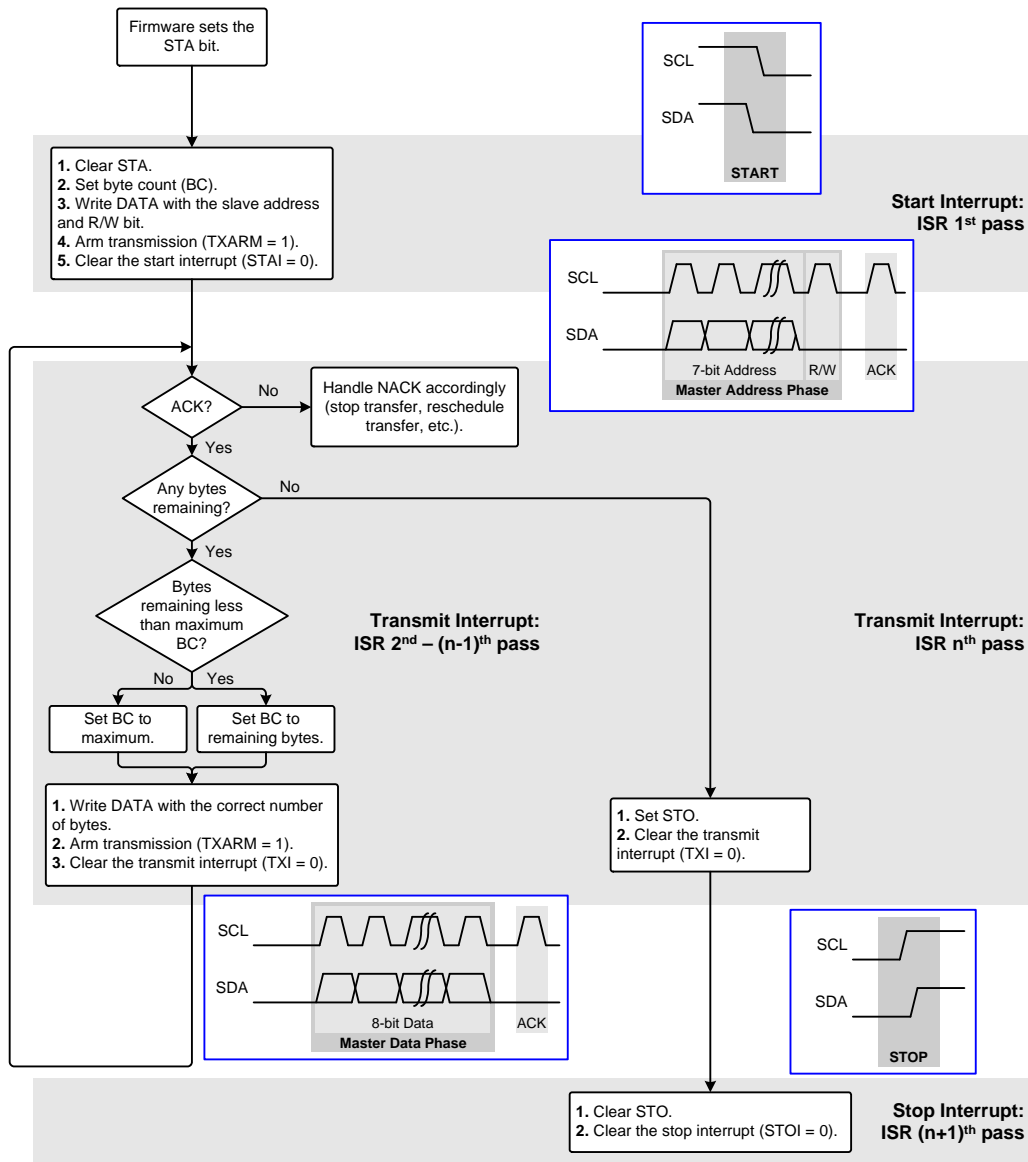 Firmware sets the
STA bit.
SCL
SDA
START
1. Clear STA.
2. Set byte count (BC).
3. Write DATA with the slave address
and R/W bit.
4. Arm transmission (TXARM = 1).
5. Clear the start interrupt (STAI = 0).
Start Interrupt:
ISR 1st pass
SCL
SDA
7-bit Address
R/W
ACK
Master Address Phase
ACK?
No
Handle NACK accordingly
(stop transfer, reschedule
transfer, etc.).
Yes
Any bytes
remaining?
No
Yes
Bytes
remaining less
than maximum
BC?
Transmit Interrupt:
ISR 2nd – (n-1)th pass
Transmit Interrupt:
ISR nth pass
No
Yes
Set BC to
maximum.
Set BC to
remaining bytes.
1. Write DATA with the correct number
of bytes.
2. Arm transmission (TXARM = 1).
3. Clear the transmit interrupt (TXI = 0).
1. Set STO.
2. Clear the transmit
interrupt (TXI = 0).
SCL
SDA
8-bit Data
ACK
Master Data Phase
SCL
SDA
STOP
1. Clear STO.
2. Clear the stop interrupt (STOI = 0).
Stop Interrupt:
ISR (n+1)th pass